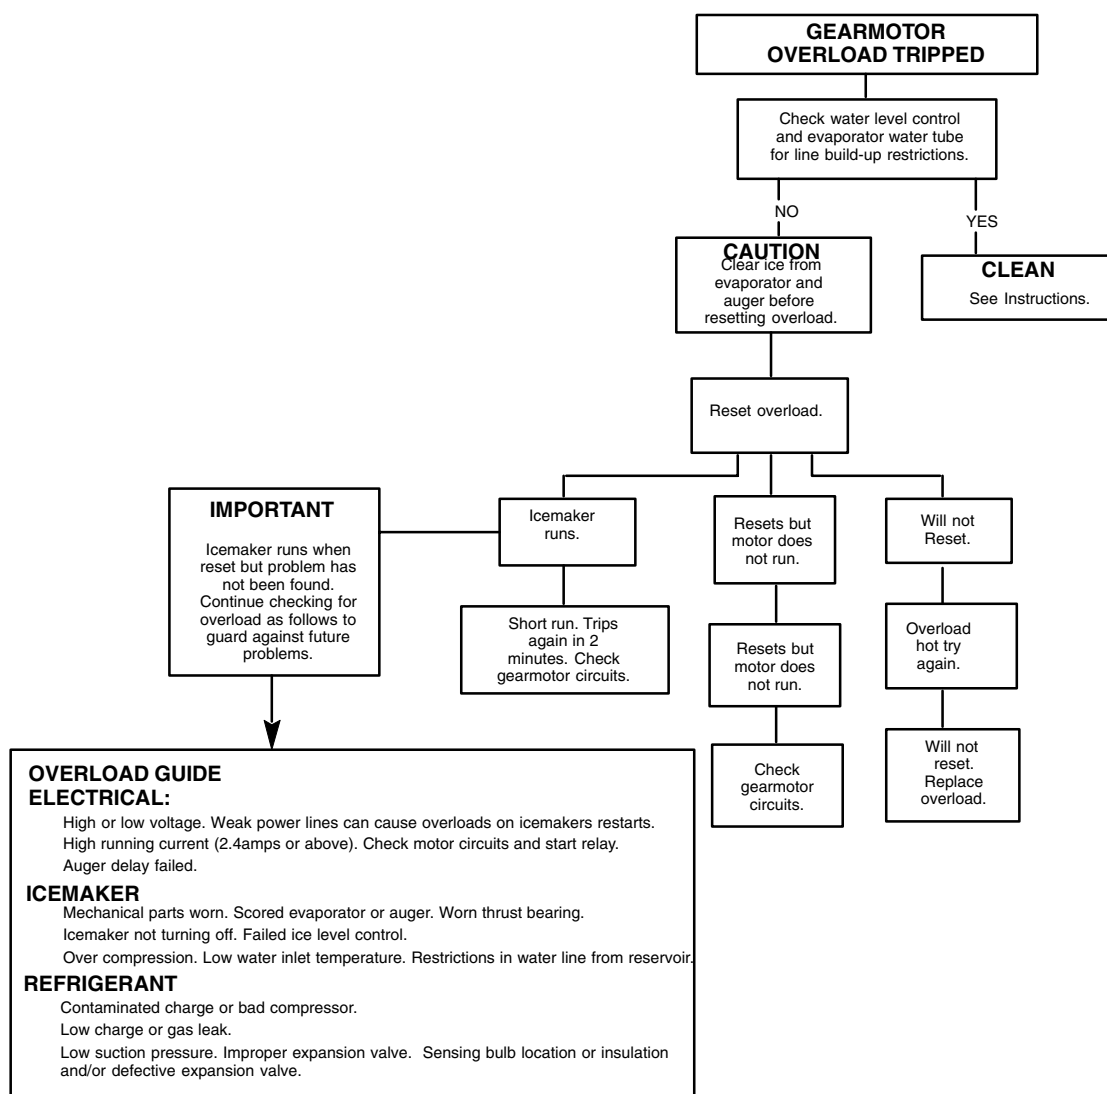 GEARMOTOR
OVERLOAD TRIPPED
Check water level control
and evaporator water tube
for line build-up restrictions.
NO
YES
CAUTION
Clear ice from
evaporator and
auger before
resetting overload.
CLEAN
See Instructions.
Reset overload.
IMPORTANT
Icemaker runs when
reset but problem has
not been found.
Continue checking for
overload as follows to
guard against future
problems.
Icemaker
runs.
Short run. Trips
again in 2
minutes. Check
gearmotor circuits.
Resets but
motor does
not run.
Resets but
motor does
not run.
Check
gearmotor
circuits.
Will not
Reset.
Overload
hot try
again.
Will not
reset.
Replace
overload.
OVERLOAD GUIDE
ELECTRICAL:
High or low voltage. Weak power lines can cause overloads on icemakers restarts.
High running current (2.4amps or above). Check motor circuits and start relay.
Auger delay failed.
ICEMAKER
Mechanical parts worn. Scored evaporator or auger. Worn thrust bearing.
Icemaker not turning off. Failed ice level control.
Over compression. Low water inlet temperature. Restrictions in water line from reservoir.
REFRIGERANT
Contaminated charge or bad compressor.
Low charge or gas leak.
Low suction pressure. Improper expansion valve. Sensing bulb location or insulation
and/or defective expansion valve.